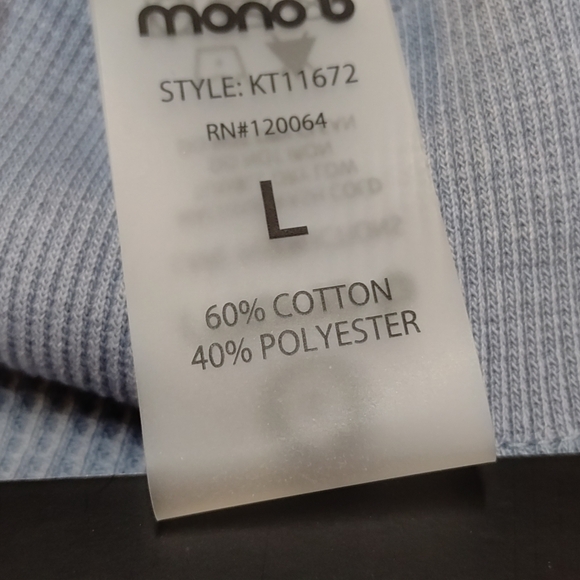 mono b
STYLE: KT11672
RN#120064
L
60% COTTON
40% POLYESTER